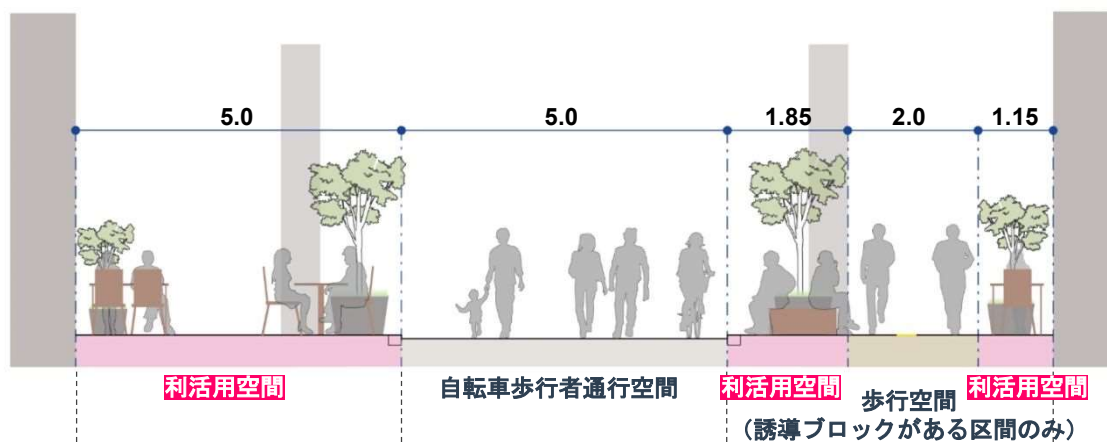 5.0
5.0
1.85
2.0
1.15
利活用空間
自転車歩行者通行空間
利活用空間
歩行空間
(誘導ブロックがある区間のみ)
利活用空間